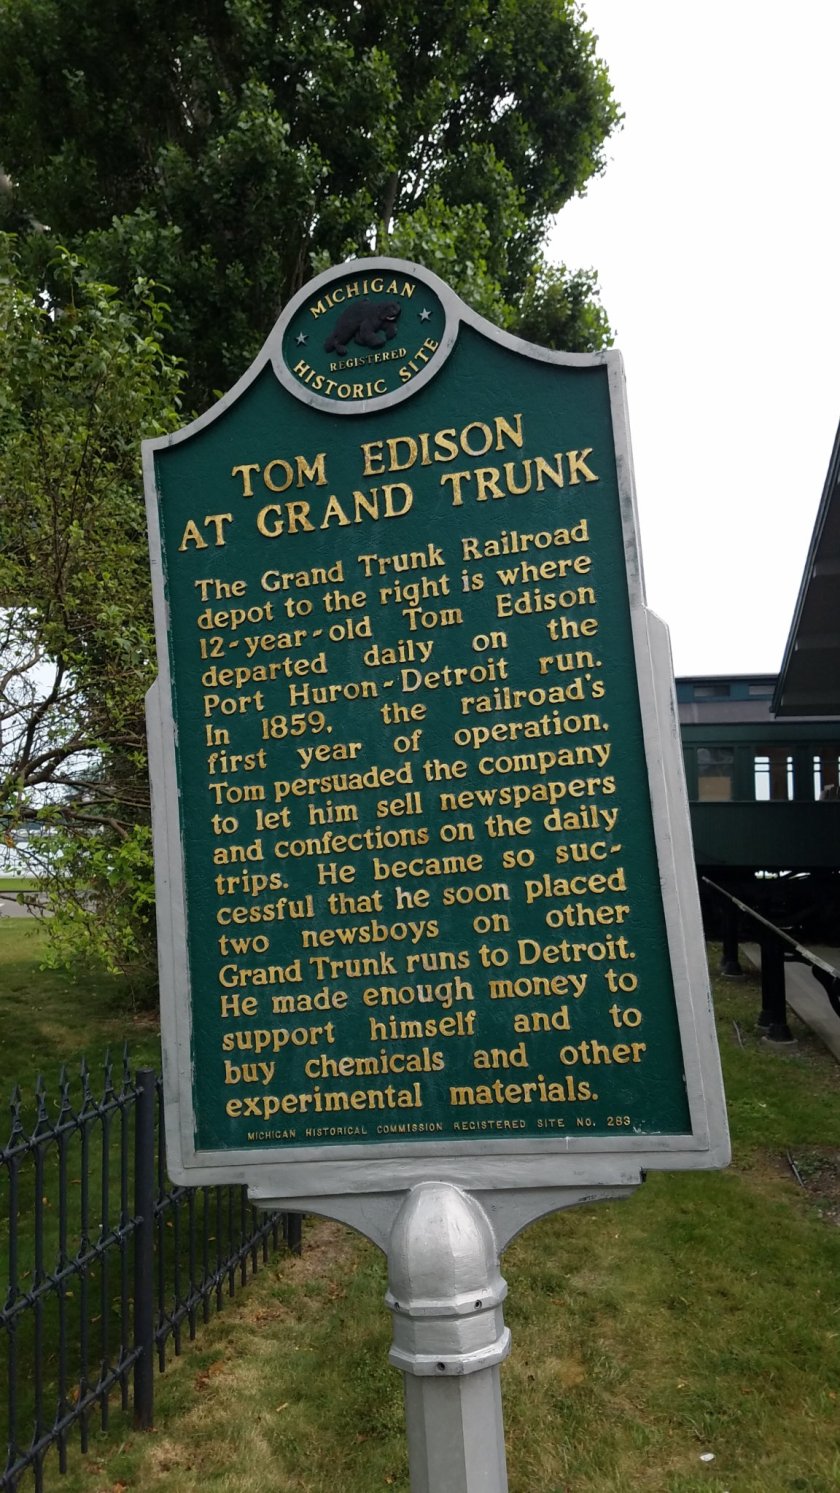 MICHIGAN
REGISTERED
HISTORIC SITE
TOM EDISON
AT GRAND TRUNK
The Grand Trunk Railroad
depot to the right is where
12-year-old Tom Edison
departed daily on the
Port Huron-Detroit run.
In 1859, the railroad's
first year of operation,
Tom persuaded the company
to let him sell newspapers
and confections on the daily
trips. He became so suc-
cessful that he soon placed
two newsboys on other
Grand Trunk runs to Detroit.
He made enough money to
support himself and to
buy chemicals and other
experimental materials.
MICHIGAN HISTORICAL COMMISSION REGISTERED SITE NO. 283